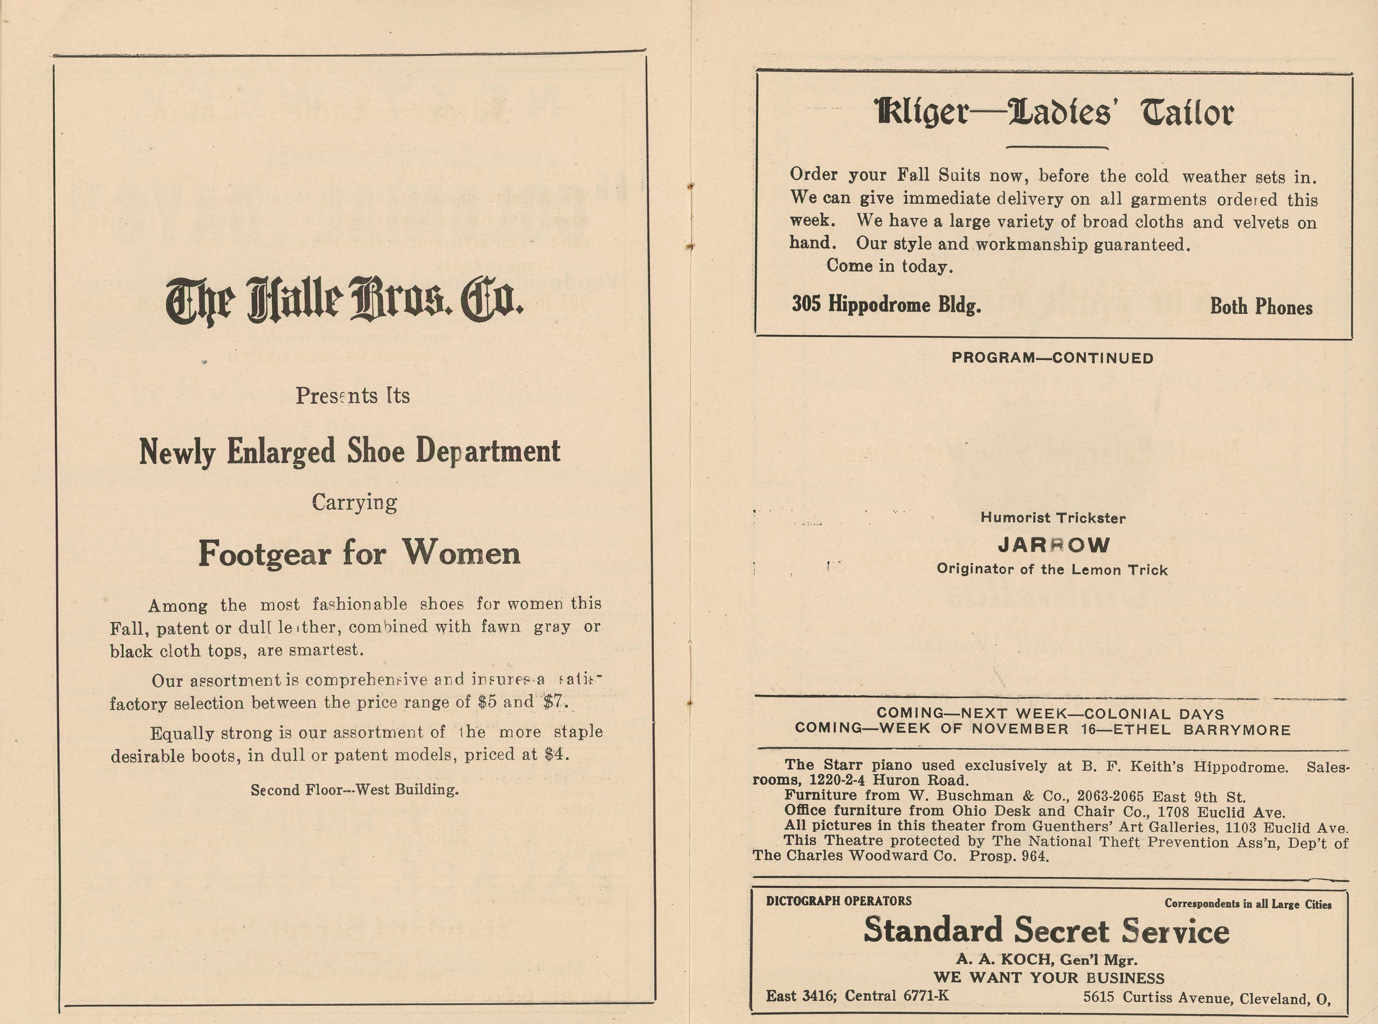 The Halle Bros. Co.
Presents Its
Newly Enlarged Shoe Department
Carrying
Footgear for Women
Among the most fashionable shoes for women this
Fall, patent or dull leather, combined with fawn gray or
black cloth tops, are smartest.
Our assortment is comprehensive and insures a satis-
factory selection between the price range of $5 and $7.
Equally strong is our assortment of the more staple
desirable boots, in dull or patent models, priced at $4.
Second Floor---West Building.
Kliger—Ladies' Tailor
Order your Fall Suits now, before the cold weather sets in.
We can give immediate delivery on all garments ordered this
week. We have a large variety of broad cloths and velvets on
hand. Our style and workmanship guaranteed.
Come in today.
305 Hippodrome Bldg. Both Phones
PROGRAM—CONTINUED
Humorist Trickster
JARROW
Originator of the Lemon Trick
COMING—NEXT WEEK—COLONIAL DAYS
COMING—WEEK OF NOVEMBER 16—ETHEL BARRYMORE
The Starr piano used exclusively at B. F. Keith's Hippodrome. Sales-
rooms, 1220-2-4 Huron Road.
Furniture from W. Buschman & Co., 2063-2065 East 9th St.
Office furniture from Ohio Desk and Chair Co., 1708 Euclid Ave.
All pictures in this theater from Guenthers' Art Galleries, 1103 Euclid Ave.
This Theatre protected by The National Theft Prevention Ass'n, Dep't of
The Charles Woodward Co. Prosp. 964.
DICTOGRAPH OPERATORS Correspondents in all Large Cities
Standard Secret Service
A. A. KOCH, Gen'l Mgr.
WE WANT YOUR BUSINESS
East 3416; Central 6771-K 5615 Curtiss Avenue, Cleveland, O,